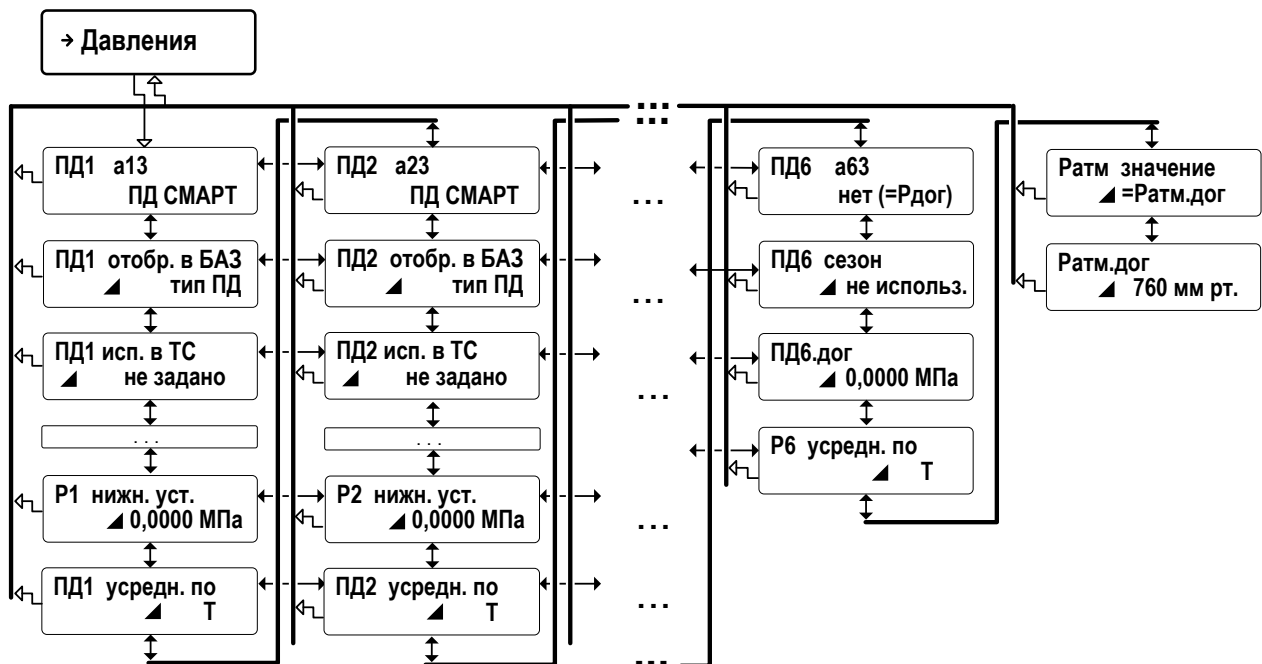 → Давления
ПД1 а13
ПД СМАРТ
ПД1 отобр. в БАЗ
тип ПД
ПД1 исп. в ТС
не задано
. . .
Р1 нижн. уст.
0,0000 МПа
ПД1 усредн. по
Т
ПД2 а23
ПД СМАРТ
ПД2 отобр. в БАЗ
тип ПД
ПД2 исп. в ТС
не задано
. . .
Р2 нижн. уст.
0,0000 МПа
ПД2 усредн. по
Т
...
...
...
...
...
...
...
...
ПД6 а63
нет (=Рдог)
ПД6 сезон
не использ.
ПД6.дог
0,0000 МПа
Р6 усредн. по
Т
Ратм значение
=Ратм.дог
Ратм.дог
760 мм рт.